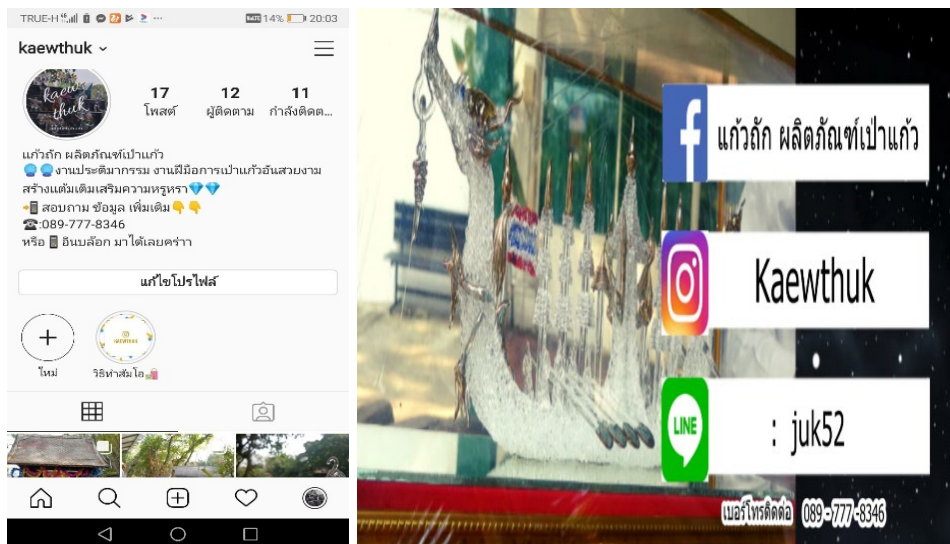 TRUE-H 14% 20:03
kaewthuk
kaew
thuk
17 12 11
โพสต์ ผู้ติดตาม กำลังติดต...
แก้วถัก ผลิตภัณฑ์เป่าแก้ว
🔮🔮งานประติมากรรม งานฝีมือการเป่าแก้วอันสวยงาม
สร้างแต้มเติมเสริมความหรูหรา💎💎
📲 สอบถาม ข้อมูล เพิ่มเติม👇👇
☎:089-777-8346
หรือ 📱 อินบล๊อก มาได้เลยคร่าา
แก้ไขโปรไฟล์
KAEWTHUK
ใหม่ วิธีทำส้มโอ🛍
f แก้วถัก ผลิตภัณฑ์เป่าแก้ว
Kaewthuk
LINE : juk52
เบอร์โทรติดต่อ 089-777-8346